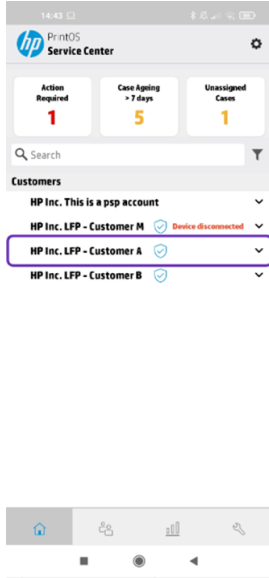 14:43
hp PrintOS
Service Center
Action Required
1
Case Ageing > 7 days
5
Unassigned Cases
1
Search
Customers
HP Inc. This is a psp account
HP Inc. LFP - Customer M Device disconnected
HP Inc. LFP - Customer A
HP Inc. LFP - Customer B